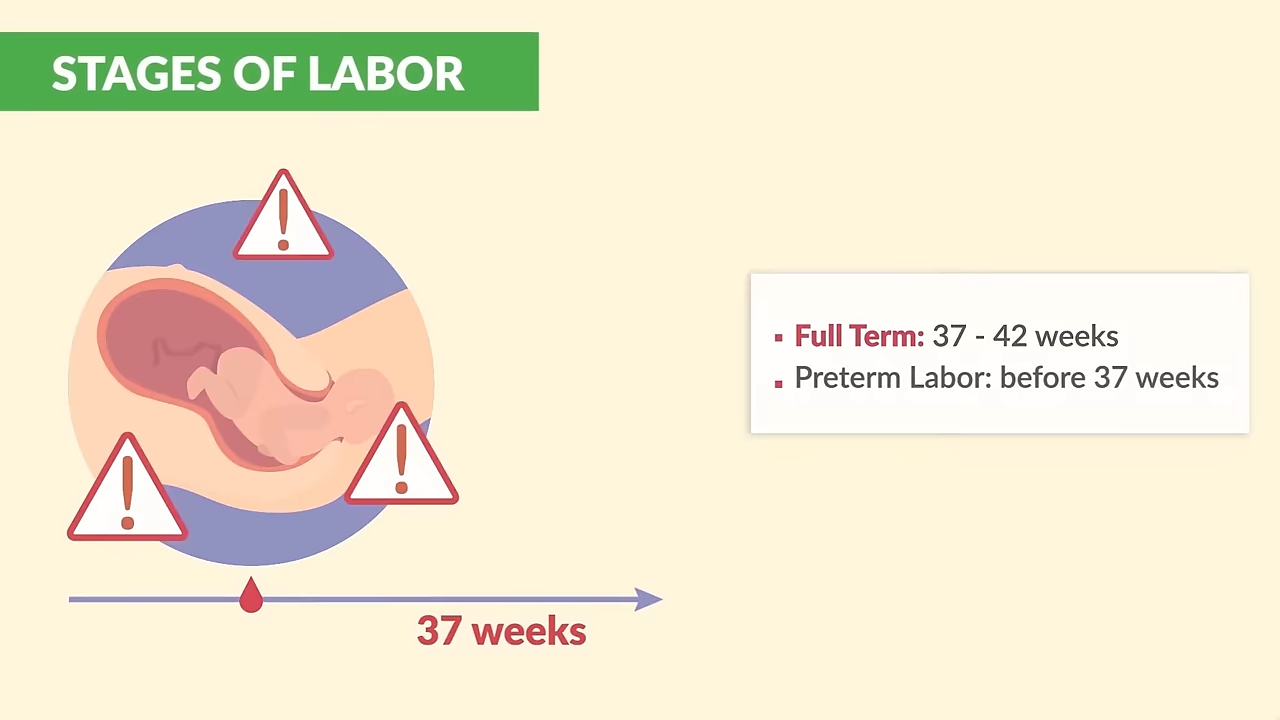 STAGES OF LABOR
Full Term: 37 - 42 weeks
Preterm Labor: before 37 weeks
37 weeks